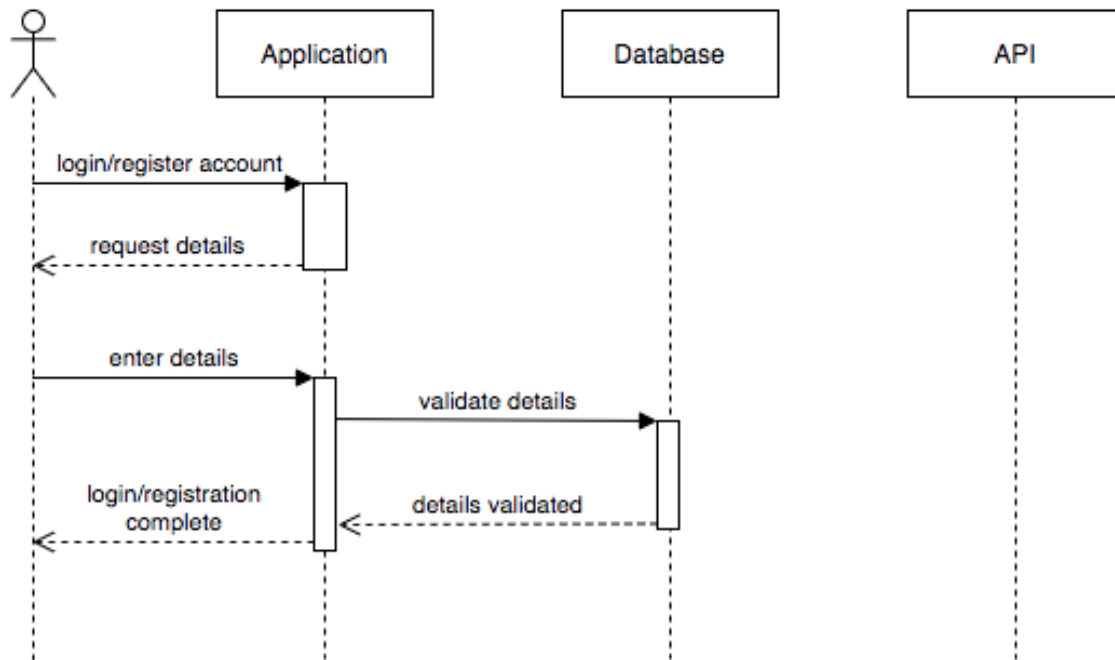 Application
Database
API
login/register account
request details
enter details
validate details
login/registration
complete
details validated